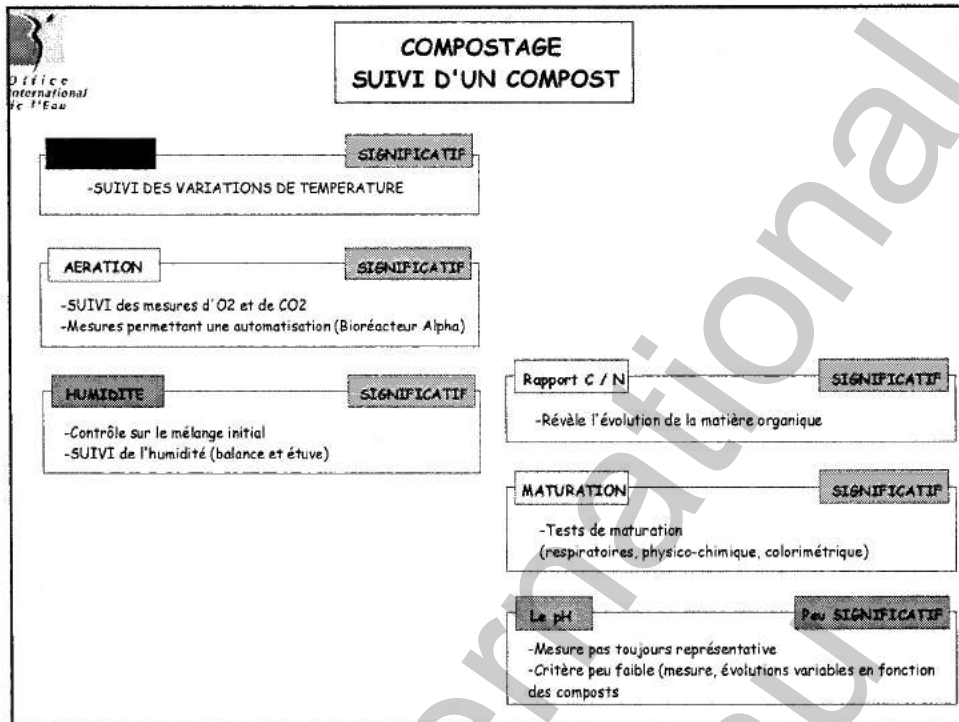 Office
International
de l'Eau
COMPOSTAGE
SUIVI D'UN COMPOST
SIGNIFICATIF
-SUIVI DES VARIATIONS DE TEMPERATURE
AERATION
SIGNIFICATIF
-SUIVI des mesures d'O2 et de CO2
-Mesures permettant une automatisation (Bioréacteur Alpha)
HUMIDITE
SIGNIFICATIF
-Contrôle sur le mélange initial
-SUIVI de l'humidité (balance et étuve)
Rapport C / N
SIGNIFICATIF
-Révèle l'évolution de la matière organique
MATURATION
SIGNIFICATIF
-Tests de maturation
(respiratoires, physico-chimique, colorimétrique)
Le pH
Peu SIGNIFICATIF
-Mesure pas toujours représentative
-Critère peu faible (mesure, évolutions variables en fonction
des composts
ernational